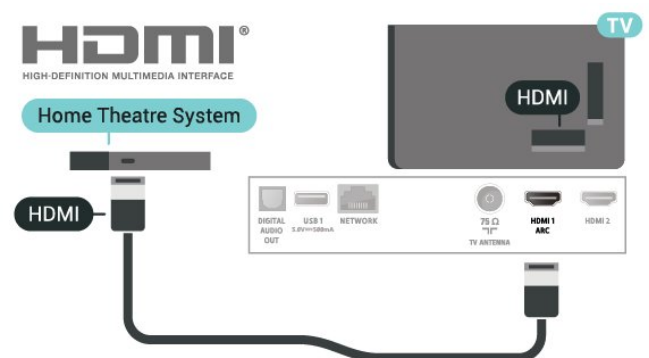 HDMI®
HIGH-DEFINITION MULTIMEDIA INTERFACE
TV
HDMI
Home Theatre System
HDMI
DIGITAL AUDIO OUT
USB 1
5.0V⎓500mA
NETWORK
75 Ω
TV ANTENNA
HDMI 1
ARC
HDMI 2